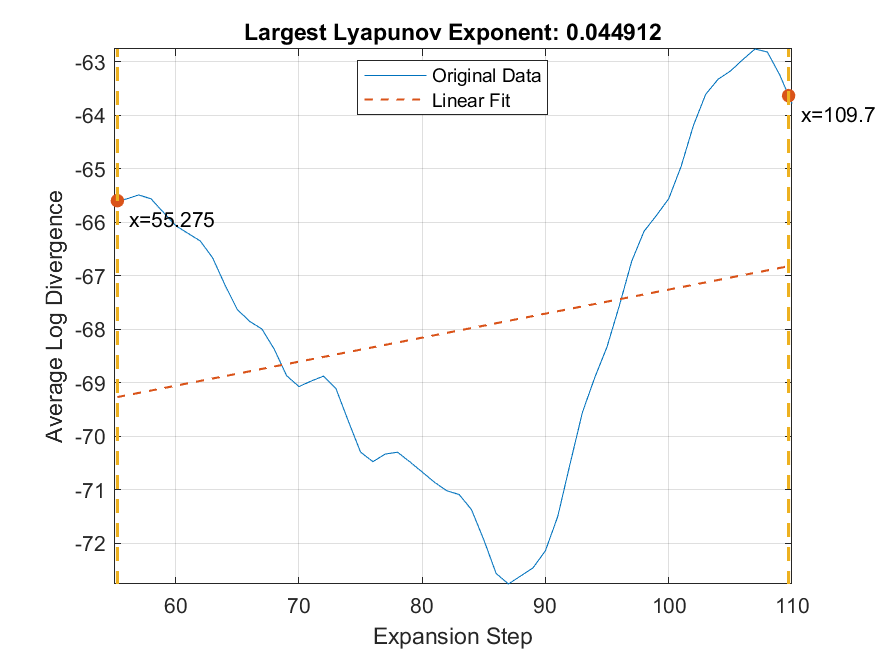 Largest Lyapunov Exponent: 0.044912
Original Data
Linear Fit
x=55.275
x=109.7
-63
-64
-65
-66
-67
-68
-69
-70
-71
-72
Average Log Divergence
60
70
80
90
100
110
Expansion Step